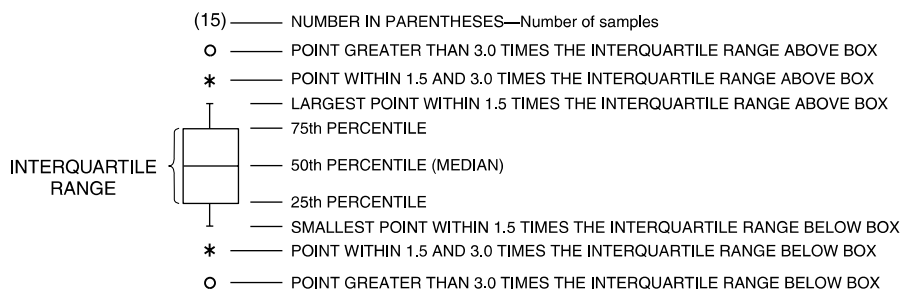 (15) NUMBER IN PARENTHESES—Number of samples
POINT GREATER THAN 3.0 TIMES THE INTERQUARTILE RANGE ABOVE BOX
* POINT WITHIN 1.5 AND 3.0 TIMES THE INTERQUARTILE RANGE ABOVE BOX
LARGEST POINT WITHIN 1.5 TIMES THE INTERQUARTILE RANGE ABOVE BOX
75th PERCENTILE
INTERQUARTILE
RANGE
50th PERCENTILE (MEDIAN)
25th PERCENTILE
SMALLEST POINT WITHIN 1.5 TIMES THE INTERQUARTILE RANGE BELOW BOX
* POINT WITHIN 1.5 AND 3.0 TIMES THE INTERQUARTILE RANGE BELOW BOX
POINT GREATER THAN 3.0 TIMES THE INTERQUARTILE RANGE BELOW BOX